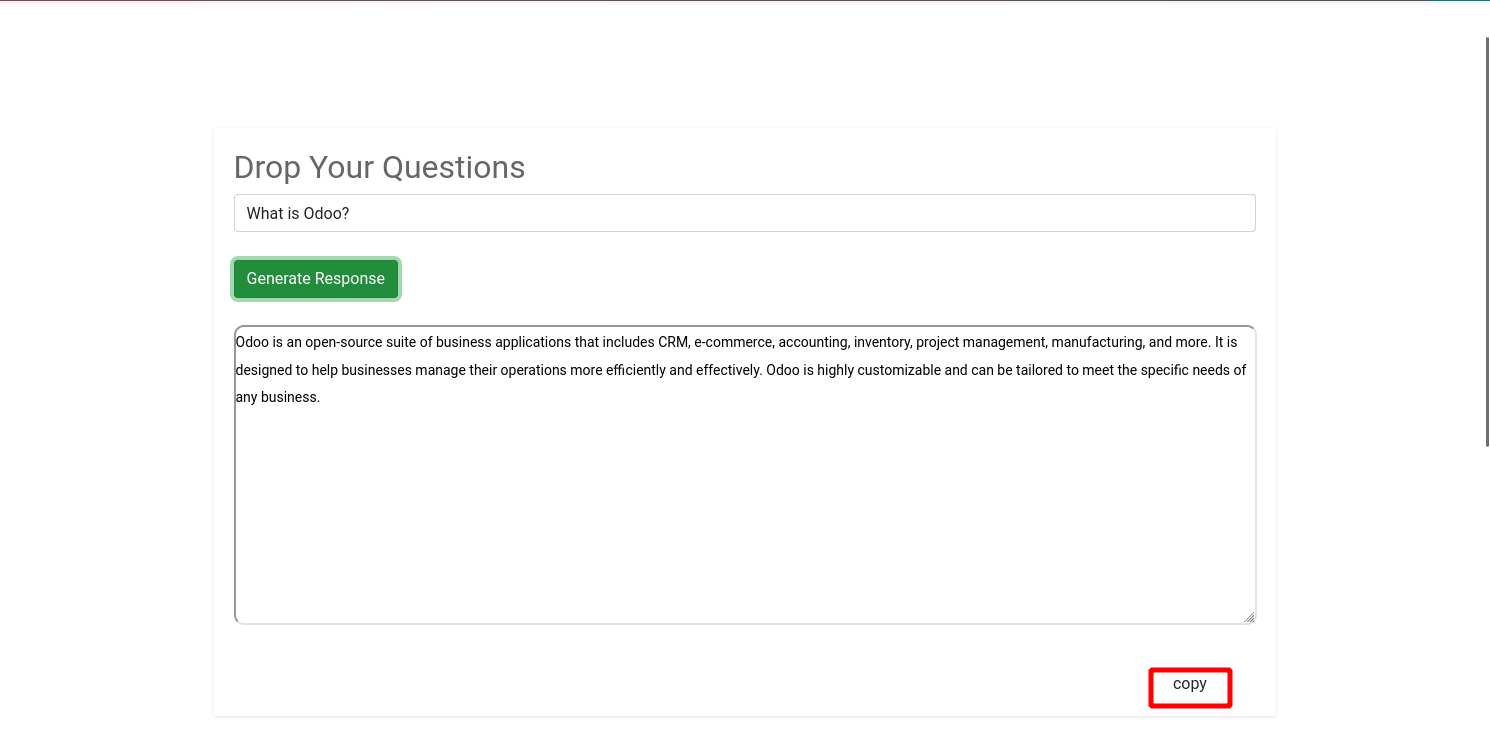 Drop Your Questions
What is Odoo?
Generate Response
Odoo is an open-source suite of business applications that includes CRM, e-commerce, accounting, inventory, project management, manufacturing, and more. It is
designed to help businesses manage their operations more efficiently and effectively. Odoo is highly customizable and can be tailored to meet the specific needs of
any business.
copy